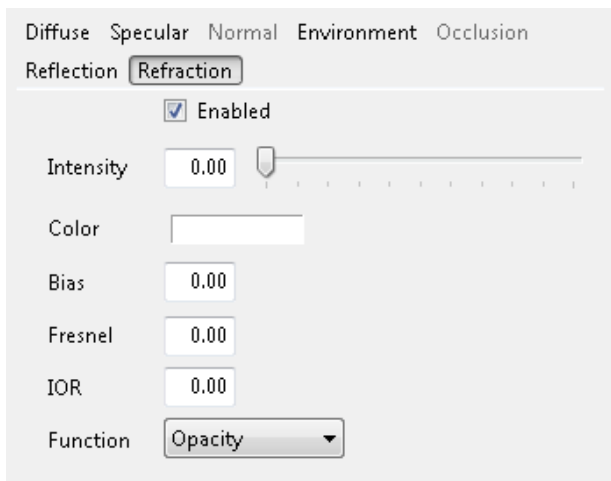 Diffuse Specular Normal Environment Occlusion
Reflection Refraction
Enabled
Intensity 0.00
Color
Bias 0.00
Fresnel 0.00
IOR 0.00
Function Opacity